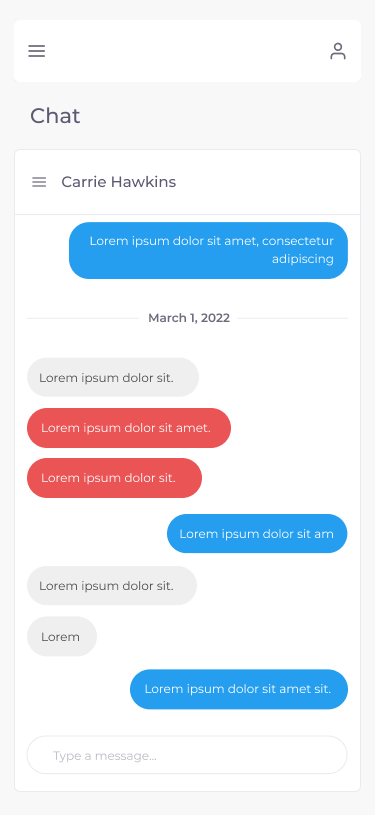 Chat
Carrie Hawkins
Lorem ipsum dolor sit amet, consectetur
adipiscing
March 1, 2022
Lorem ipsum dolor sit.
Lorem ipsum dolor sit amet.
Lorem ipsum dolor sit.
Lorem ipsum dolor sit am
Lorem ipsum dolor sit.
Lorem
Lorem ipsum dolor sit amet sit.
Type a message...